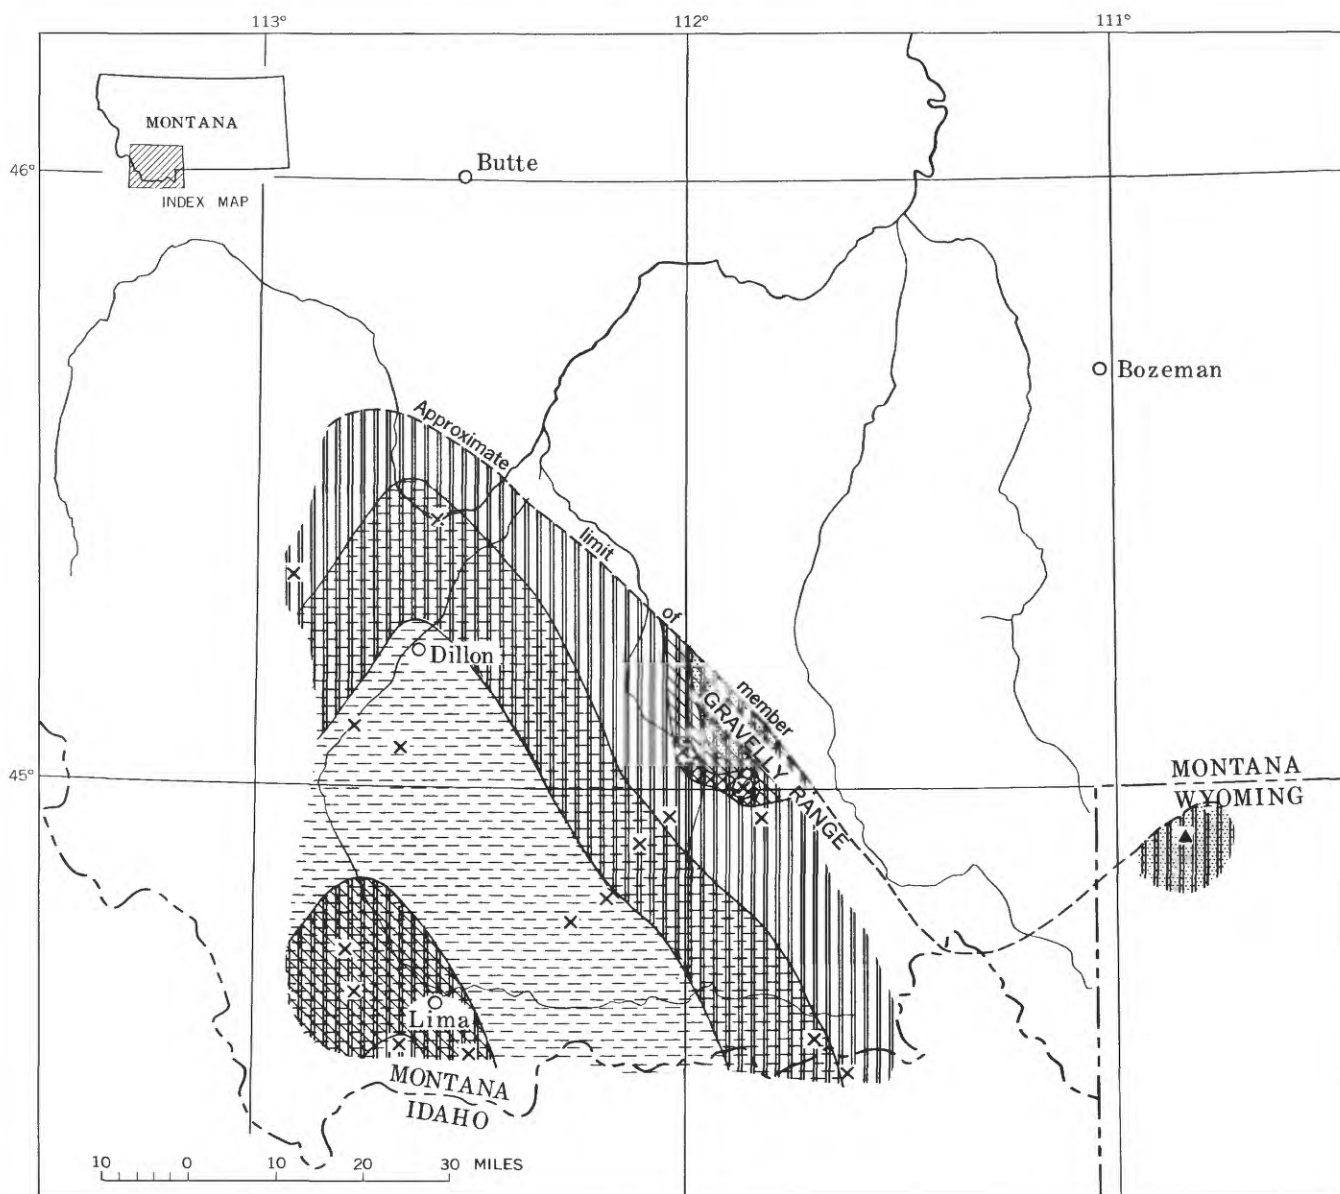 113°
112°
111°
MONTANA
46°
INDEX MAP
Butte
Bozeman
Approximate limit of member
GRAVELLY RANGE
Dillon
45°
MONTANA
WYOMING
Lima
MONTANA
IDAHO
10 0 10 20 30 MILES